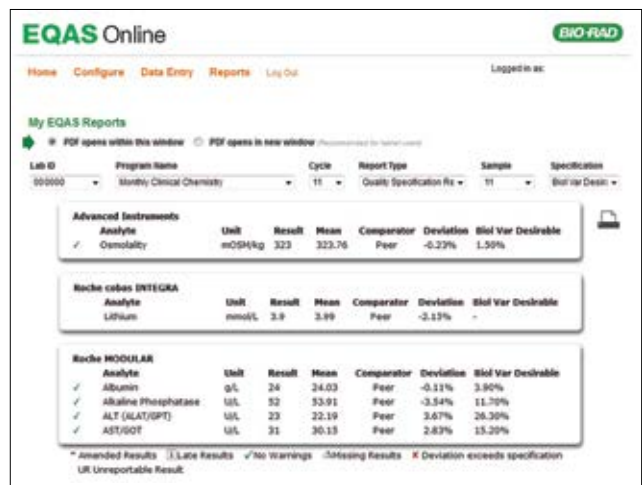 EQAS Online
BIO-RAD
Home Configure Data Entry Reports Log Out
Logged in as:
My EQAS Reports
PDF opens within this window PDF opens in new window
Lab ID Program Name Cycle Report Type Sample Specification
000000 Monthly Clinical Chemistry 11 Quality Specification Re 11 Biol Var Desira
Advanced Instruments
Analyte Unit Result Mean Comparator Deviation Biol Var Desirable
✓ Osmolality mOSH/kg 323 323.76 Peer -0.23% 1.50%
Roche cobas INTEGRA
Analyte Unit Result Mean Comparator Deviation Biol Var Desirable
Lithium mmol/L 3.9 3.99 Peer -2.13% -
Roche MODULAR
Analyte Unit Result Mean Comparator Deviation Biol Var Desirable
✓ Albumin g/L 24 24.03 Peer -0.11% 3.90%
✓ Alkaline Phosphatase U/L 52 53.91 Peer -3.54% 11.70%
✓ ALT (ALAT/GPT) U/L 23 22.19 Peer 3.67% 26.30%
✓ AST/GOT U/L 31 30.15 Peer 2.83% 15.20%
* Amended Results Late Results ✓No Warnings Missing Results ✗ Deviation exceeds specification
UR Unreportable Result